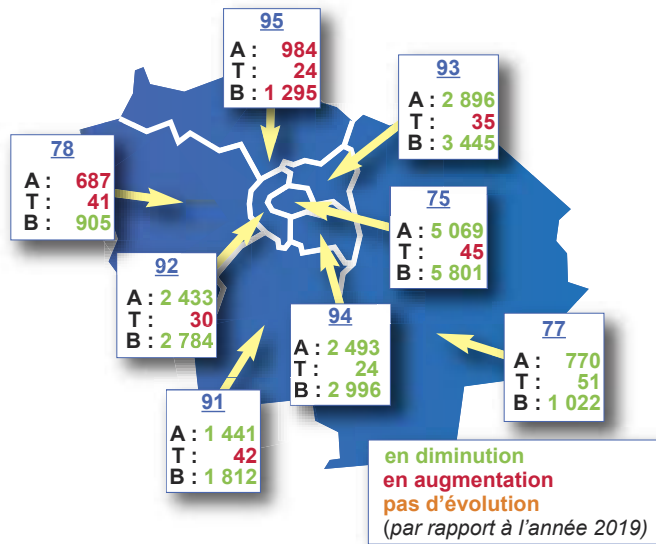 95
A : 984
T : 24
B : 1 295
93
A : 2 896
T : 35
B : 3 445
78
A : 687
T : 41
B : 905
75
A : 5 069
T : 45
B : 5 801
92
A : 2 433
T : 30
B : 2 784
94
A : 2 493
T : 24
B : 2 996
77
A : 770
T : 51
B : 1 022
91
A : 1 441
T : 42
B : 1 812
en diminution
en augmentation
pas d'évolution
(par rapport à l'année 2019)